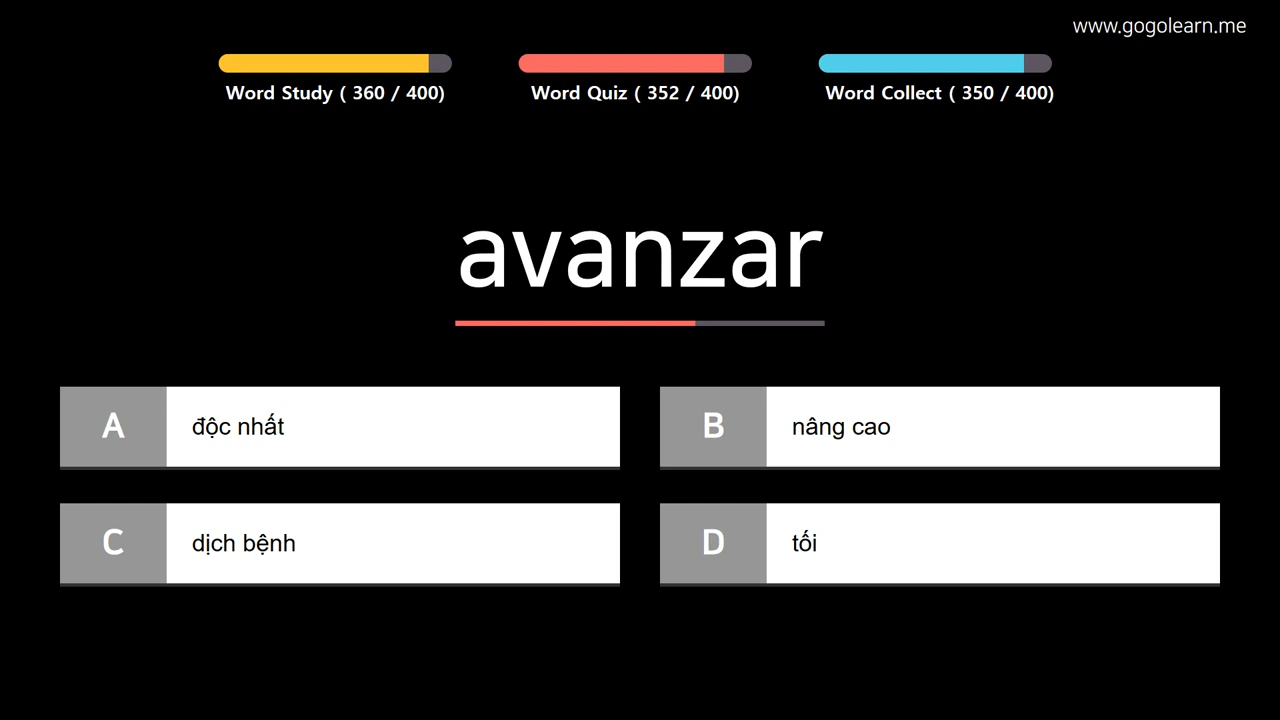 www.gogolearn.me
Word Study ( 360 / 400)
Word Quiz ( 352 / 400)
Word Collect ( 350 / 400)
avanzar
A
độc nhất
B
nâng cao
C
dịch bệnh
D
tối